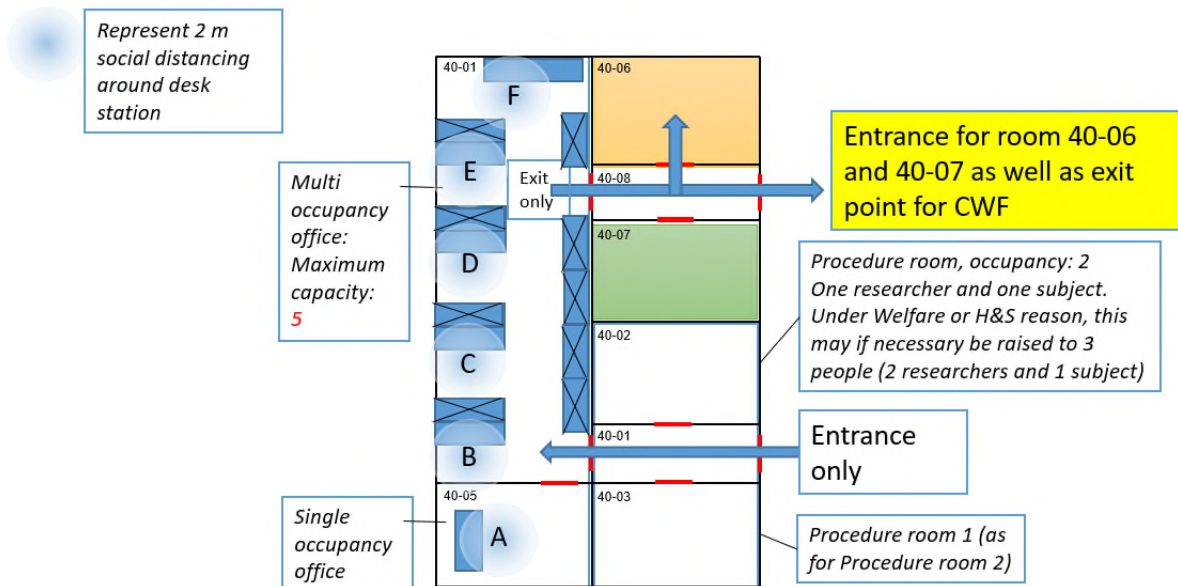 Represent 2 m
social distancing
around desk
station
40-01
F
40-06
E
Exit
only
40-08
Entrance for room 40-06
and 40-07 as well as exit
point for CWF
Multi
occupancy
office:
Maximum
capacity:
5
D
40-07
Procedure room, occupancy: 2
One researcher and one subject.
Under Welfare or H&S reason, this
may if necessary be raised to 3
people (2 researchers and 1 subject)
C
40-02
B
40-01
Entrance
only
40-05
A
40-03
Single
occupancy
office
Procedure room 1 (as
for Procedure room 2)